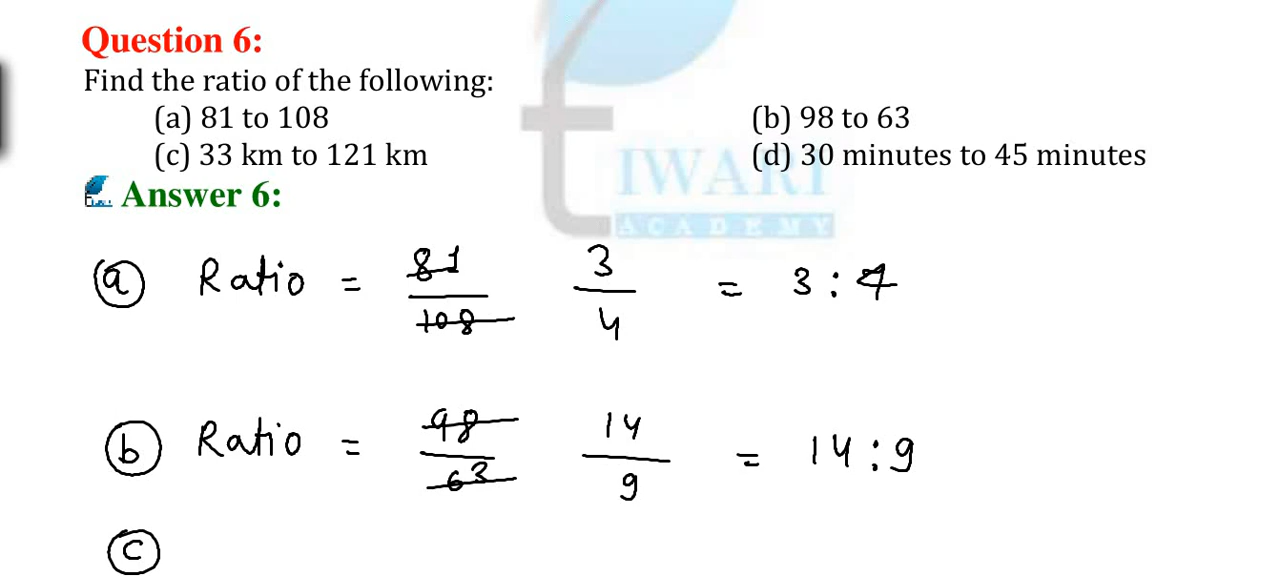 Question 6:
Find the ratio of the following:
(a) 81 to 108 (b) 98 to 63
(c) 33 km to 121 km (d) 30 minutes to 45 minutes
IWARI
ACADEMY
Answer 6:
(a) Ratio = 81/108 3/4 = 3 : 4
(b) Ratio = 98/63 14/9 = 14 : 9
(c)